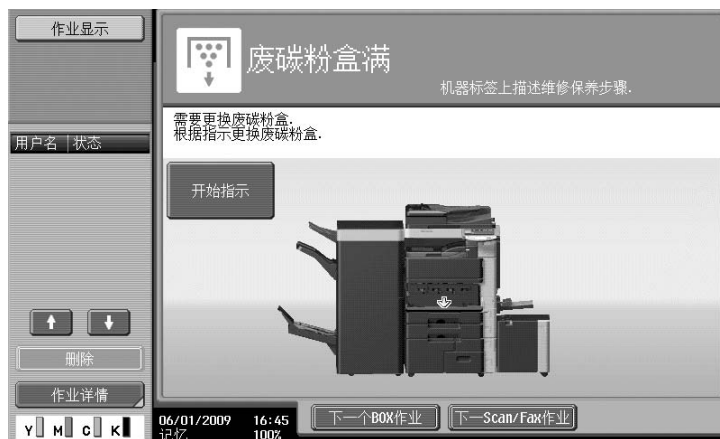 作业显示
废碳粉盒满
机器标签上描述维修保养步骤.
需要更换废碳粉盒.
根据指示更换废碳粉盒.
用户名 状态
开始指示
删除
作业详情
Y M C K
06/01/2009 16:45
记忆 100%
下一个BOX作业
下一Scan/Fax作业